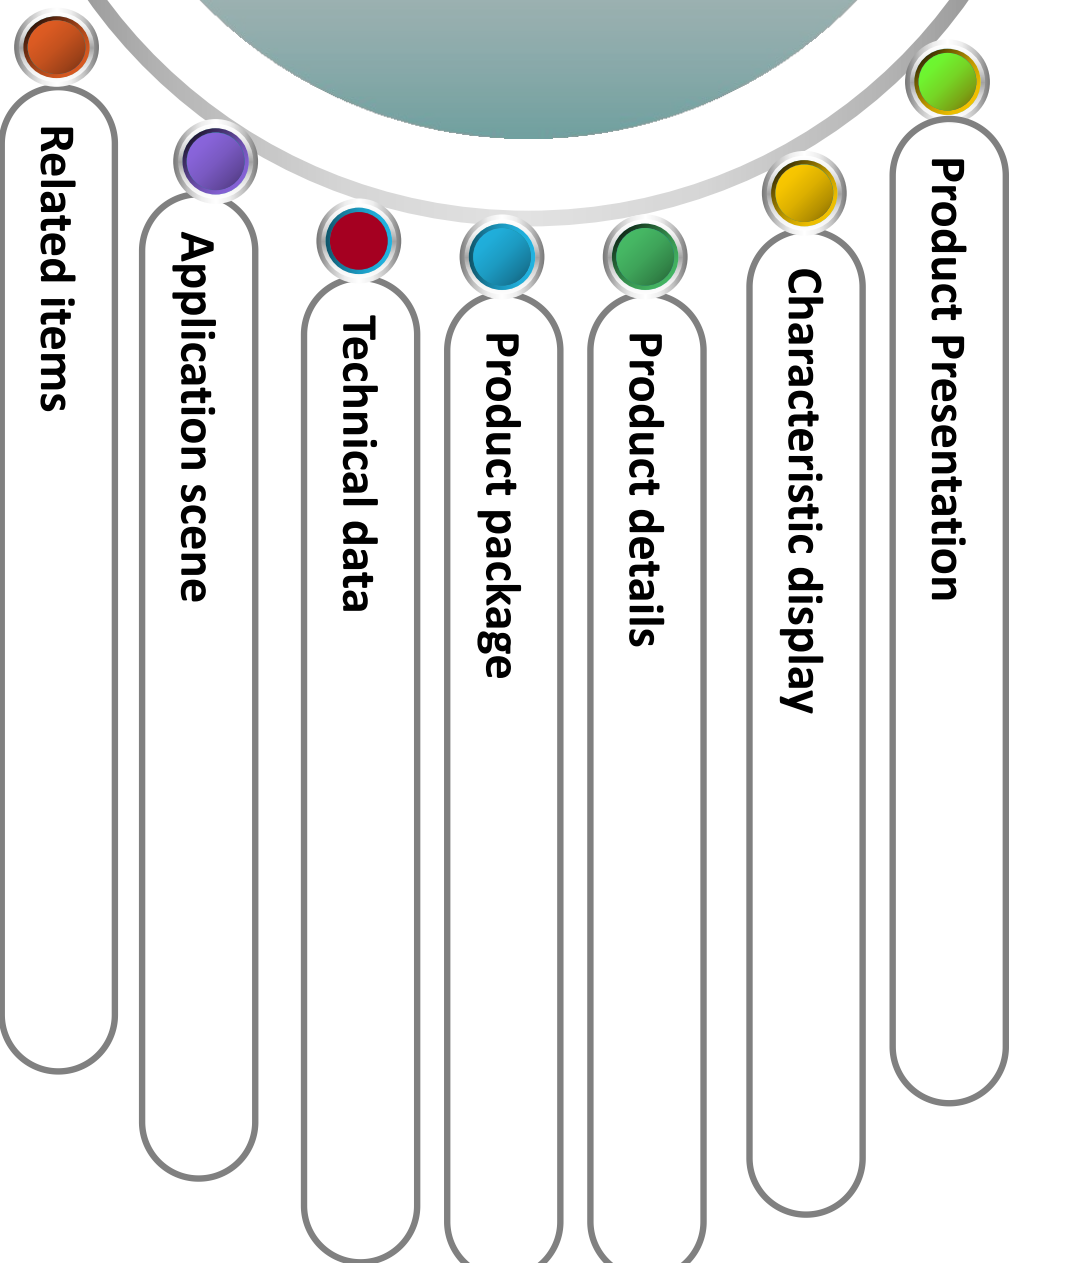 Product Presentation
Characteristic display
Product details
Product package
Technical data
Application scene
Related items